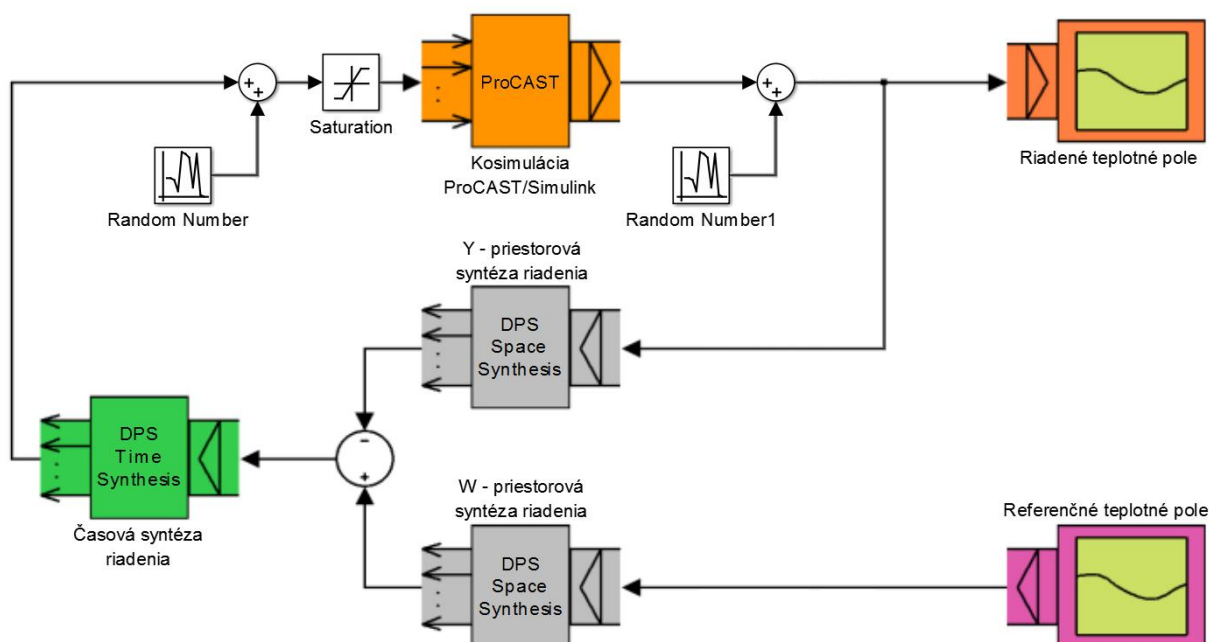 ProCAST
Saturation
Kosimulácia
ProCAST/Simulink
Riadené teplotné pole
Random Number
Random Number1
Y - priestorová
syntéza riadenia
DPS
Space
Synthesis
DPS
Time
Synthesis
Časová syntéza
riadenia
W - priestorová
syntéza riadenia
DPS
Space
Synthesis
Referenčné teplotné pole